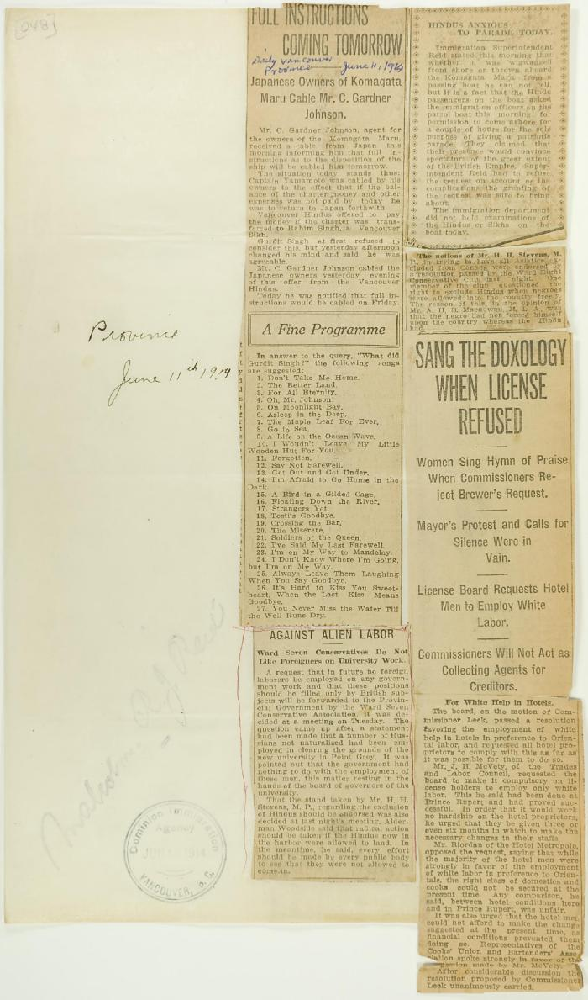 [048]
Province
June 11th 1914
Dominion Immigration
Agency
VANCOUVER, B. C.
FULL INSTRUCTIONS
COMING TOMORROW
Daily Vancouver
Province
June 11, 1914
Japanese Owners of Komagata
Maru Cable Mr. C. Gardner
Johnson.
Mr. C. Gardner Johnson, agent for
the owners of the Komagata Maru,
received a cable from Japan this
morning informing him that full in-
structions as to the disposition of the
ship will be cabled him tomorrow.
The situation today stands thus:
Captain Yamamoto was cabled by his
owners to the effect that if the bal-
ance of the charter money and other
expenses was not paid by today he
was to return to Japan forthwith.
Vancouver Hindus offered to pay
the money if the charter was trans-
ferred to Rahim Singh, a Vancouver
Sikh.
Gurdit Singh at first refused to
consider this, but yesterday afternoon
changed his mind and said he was
agreeable.
Mr. C. Gardner Johnson cabled the
Japanese owners yesterday evening
of this offer from the Vancouver
Hindus.
Today he was notified that full in-
structions would be cabled on Friday.
A Fine Programme
In answer to the query, "What did
Gurdit Singh?" the following songs
are suggested:
1. Don't Take Me Home.
2. The Better Land.
3. For All Eternity.
4. Oh, Mr. Johnson!
5. On Moonlight Bay.
6. Asleep in the Deep.
7. The Maple Leaf For Ever.
8. Go to Sea.
9. A Life on the Ocean Wave.
10. I Wouldn't Leave My Little
Wooden Hut For You.
11. Forgotten.
12. Say Not Farewell.
13. Get Out and Get Under.
14. I'm Afraid to Go Home in the
Dark.
15. A Bird in a Gilded Cage.
16. Floating Down the River.
17. Strangers Yet.
18. Tosti's Goodbye.
19. Crossing the Bar.
20. The Miserere.
21. Soldiers of the Queen.
22. I've Said My Last Farewell.
23. I'm on My Way to Mandelay.
24. I Don't Know Where I'm Going,
but I'm on My Way.
25. Always Leave Them Laughing
When You Say Goodbye.
26. It's Hard to Kiss You Sweet-
heart, When the Last Kiss Means
Goodbye.
27. You Never Miss the Water Till
the Well Runs Dry.
AGAINST ALIEN LABOR
Ward Seven Conservatives Do Not
Like Foreigners on University Work.
A request that in future no foreign
laborers be employed on any govern-
ment work and that these positions
should be filled only by British sub-
jects will be forwarded to the Provin-
cial Government by the Ward Seven
Conservative Association, it was de-
cided at a meeting on Tuesday. The
question came up after a statement
had been made that a number of Rus-
sians not naturalized had been em-
ployed in clearing the grounds of the
new university in Point Grey. It was
pointed out that the government had
nothing to do with the employment of
these men, this matter resting in the
hands of the board of governors of the
university.
That the stand taken by Mr. H. H.
Stevens, M. P., regarding the exclusion
of Hindus should be endorsed was also
decided at last night's meeting. Alder-
man Woodside said that radical action
should be taken if the Hindus now in
the harbor were allowed to land. In
the meantime, he said, every effort
should be made by every public body
to see that they were not allowed to
come in.
HINDUS ANXIOUS
TO PARADE TODAY.
Immigration Superintendent
Reid stated this morning that
whether it was wigwagged
from shore or thrown aboard
the Komagata Maru from a
passing boat he can not tell,
but it is a fact that the Hindu
passengers on the boat asked
the immigration officers on the
patrol boat this morning for
permission to come ashore for
a couple of hours for the sole
purpose of giving a patriotic
parade. They claimed that
their presence would convince
spectators of the great extent
of the British Empire. Super-
intendent Reid had to refuse
the request on account of the
complications the granting of
the request was sure to bring
about.
The immigration department
did not hold examinations of
the Hindus or Sikhs on the
boat today.
The actions of Mr. H. H. Stevens, M.
P. in trying to have all Asiatics ex-
cluded from Canada were endorsed by
a resolution passed by the Ward Eight
Conservative Club last night. One
member of the club questioned the
right to exclude Hindus when negroes
were allowed into the country freely.
The reason of this, in the opinion of
Mr. A. H. B. Macgowan, M. L. A., was
that the negro had not forced himself
upon the country whereas the Hindu
had.
SANG THE DOXOLOGY
WHEN LICENSE
REFUSED
Women Sing Hymn of Praise
When Commissioners Re-
ject Brewer's Request.
Mayor's Protest and Calls for
Silence Were in
Vain.
License Board Requests Hotel
Men to Employ White
Labor.
Commissioners Will Not Act as
Collecting Agents for
Creditors.
For White Help in Hotels.
The board, on the motion of Com-
missioner Leek, passed a resolution
favoring the employment of white
help in hotels in preference to Orien-
tal labor, and requested all hotel pro-
prietors to comply with this as far as
it was possible for them to do so.
Mr. J. H. McVety, of the Trades
and Labor Council, requested the
board to make it compulsory on li-
cense holders to employ only white
labor. This he said had been done at
Prince Rupert and had proved suc-
cessful. In order that it would work
no hardship on the hotel proprietors,
he urged that they be given three or
even six months in which to make the
necessary changes in their staffs.
Mr. Riordan of the Hotel Metropole,
opposed the request, saying that while
the majority of the hotel men were
strongly in favor of the employment
of white labor in preference to Orien-
tals, the right class of domestics and
cooks could not be secured at the
present time. Any comparison, he
said, between hotel conditions here
and in Prince Rupert, was unfair.
It was also urged that the hotel men
could not afford to make the change
suggested at the present time, as
financial conditions prevented them
doing so. Representatives of the
Cooks' Union and Bartenders' Asso-
ciation spoke strongly in favor of the
gestion made by Mr. McVety.
After considerable discussion the
resolution proposed by Commissioner
Leek unanimously carried.